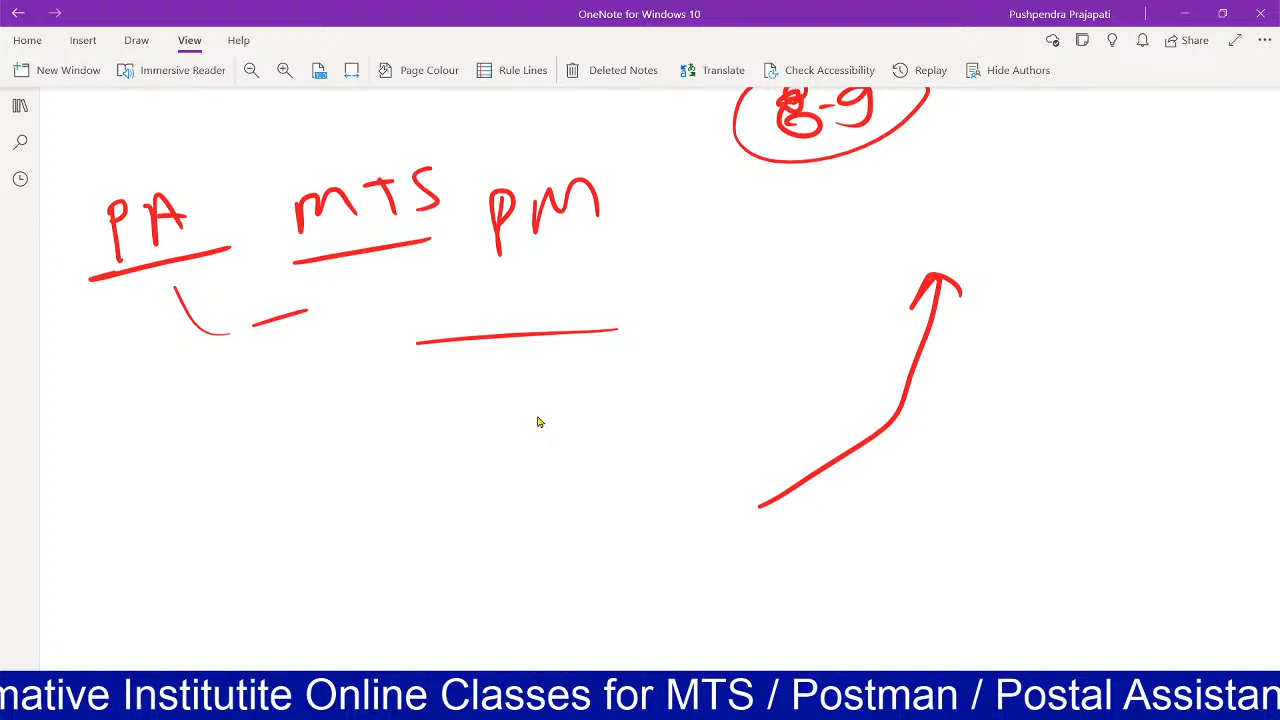 OneNote for Windows 10
Pushpendra Prajapati
Home Insert Draw View Help
Share
New Window Immersive Reader Page Colour Rule Lines Deleted Notes Translate Check Accessibility Replay Hide Authors
8-9
PA MTS PM
mative Institutite Online Classes for MTS / Postman / Postal Assistan